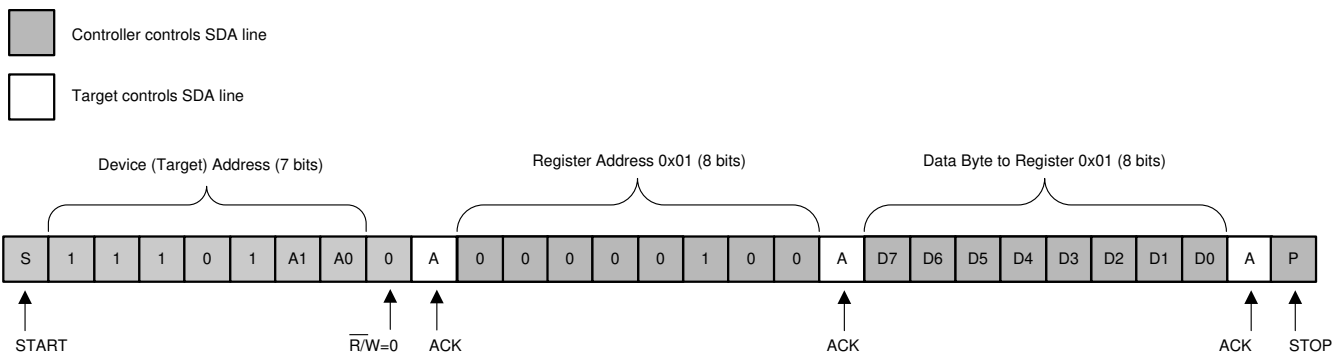 Controller controls SDA line
Target controls SDA line
Device (Target) Address (7 bits)
Register Address 0x01 (8 bits)
Data Byte to Register 0x01 (8 bits)
S 1 1 1 0 1 A1 A0 0 A 0 0 0 0 0 1 0 0 A D7 D6 D5 D4 D3 D2 D1 D0 A P
START R/W=0 ACK ACK ACK STOP